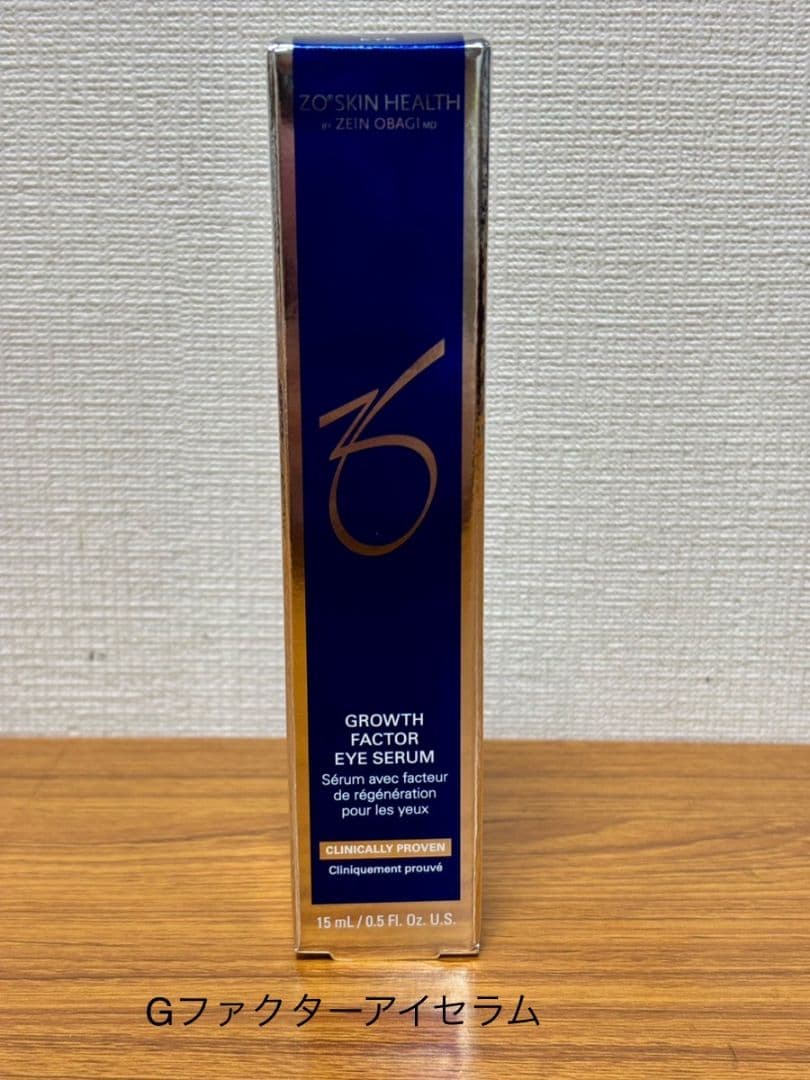 ZO® SKIN HEALTH
BY ZEIN OBAGI MD
GROWTH
FACTOR
EYE SERUM
Sérum avec facteur
de régénération
pour les yeux
CLINICALLY PROVEN
Cliniquement prouvé
15 mL / 0.5 Fl. Oz. U.S.
Gファクターアイセラム